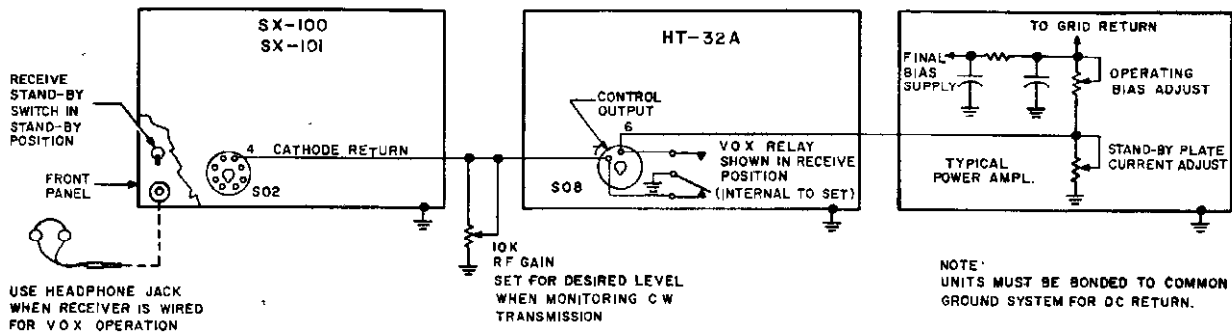 SX-100
SX-101
RECEIVE
STAND-BY
SWITCH IN
STAND-BY
POSITION
FRONT
PANEL
4
CATHODE RETURN
SO2
USE HEADPHONE JACK
WHEN RECEIVER IS WIRED
FOR VOX OPERATION
10K
RF GAIN
SET FOR DESIRED LEVEL
WHEN MONITORING CW
TRANSMISSION
HT-32A
CONTROL
OUTPUT
6
7
SO8
VOX RELAY
SHOWN IN RECEIVE
POSITION
(INTERNAL TO SET)
TO GRID RETURN
FINAL
BIAS
SUPPLY
OPERATING
BIAS ADJUST
TYPICAL
POWER AMPL.
STAND-BY PLATE
CURRENT ADJUST
NOTE:
UNITS MUST BE BONDED TO COMMON
GROUND SYSTEM FOR DC RETURN.